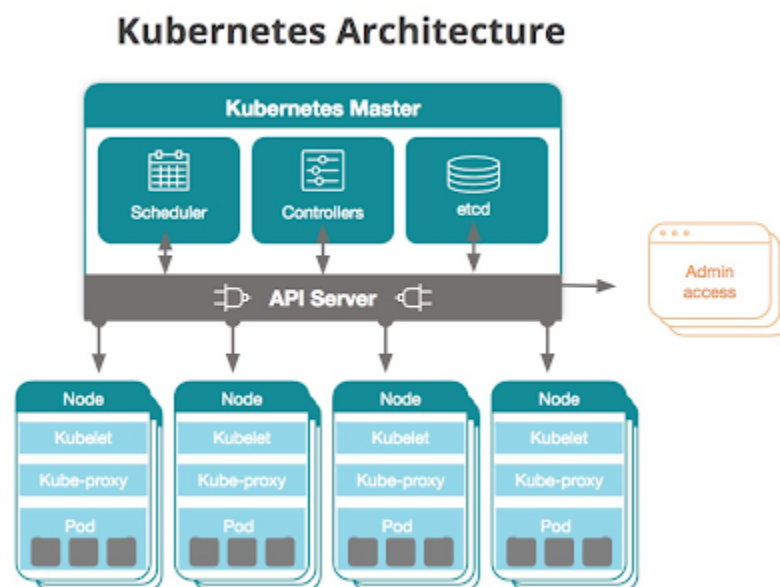 Kubernetes Architecture
Kubernetes Master
Scheduler
Controllers
etcd
API Server
Admin
access
Node
Kubelet
Kube-proxy
Pod
Node
Kubelet
Kube-proxy
Pod
Node
Kubelet
Kube-proxy
Pod
Node
Kubelet
Kube-proxy
Pod